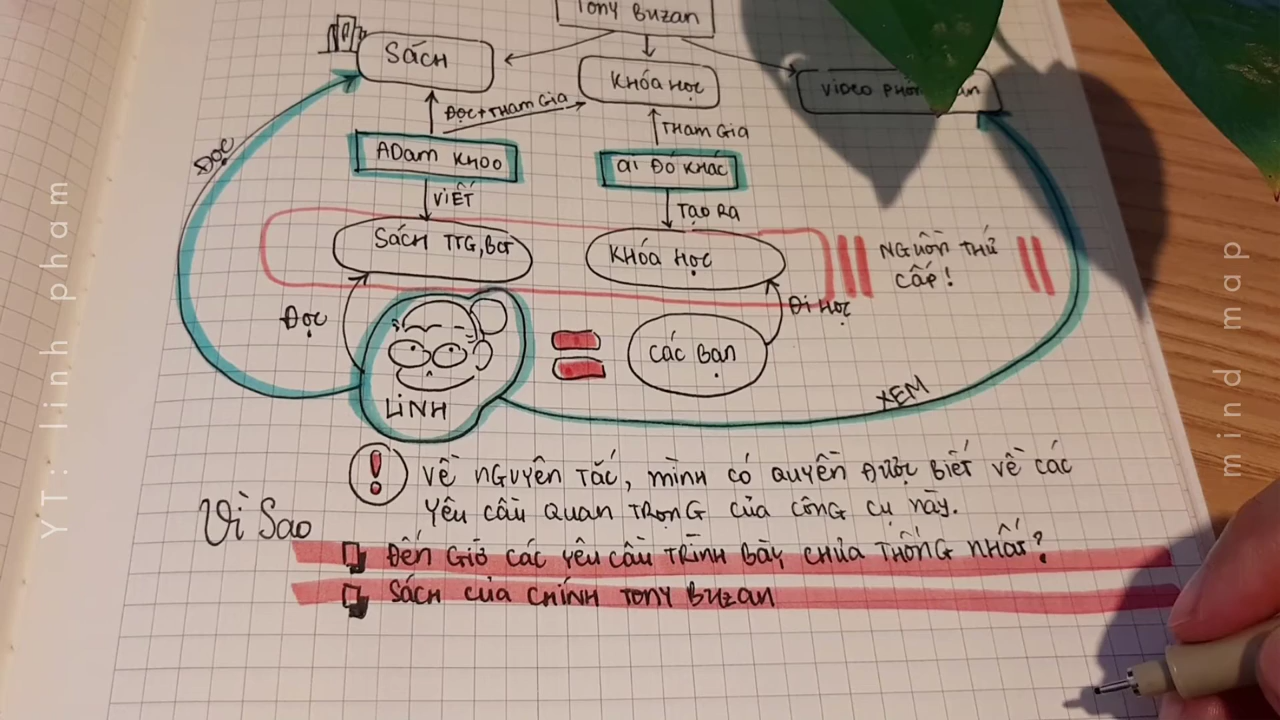 Tony Buzan
Sách
Khóa học
Video
Đọc + tham gia
Đọc
Adam Khoo
Tham gia
ai đó khác
Viết
Tạo ra
Sách TTG, BCT
Khóa học
Nguồn thứ
cấp!
Đọc
Đi học
Các bạn
Linh
Xem
! Về nguyên tắc, mình có quyền được biết về các
yêu cầu quan trọng của công cụ này.
Vì sao
Đến giờ các yêu cầu trình bày chưa thống nhất?
Sách của chính Tony Buzan
YT: linh pham
mind map